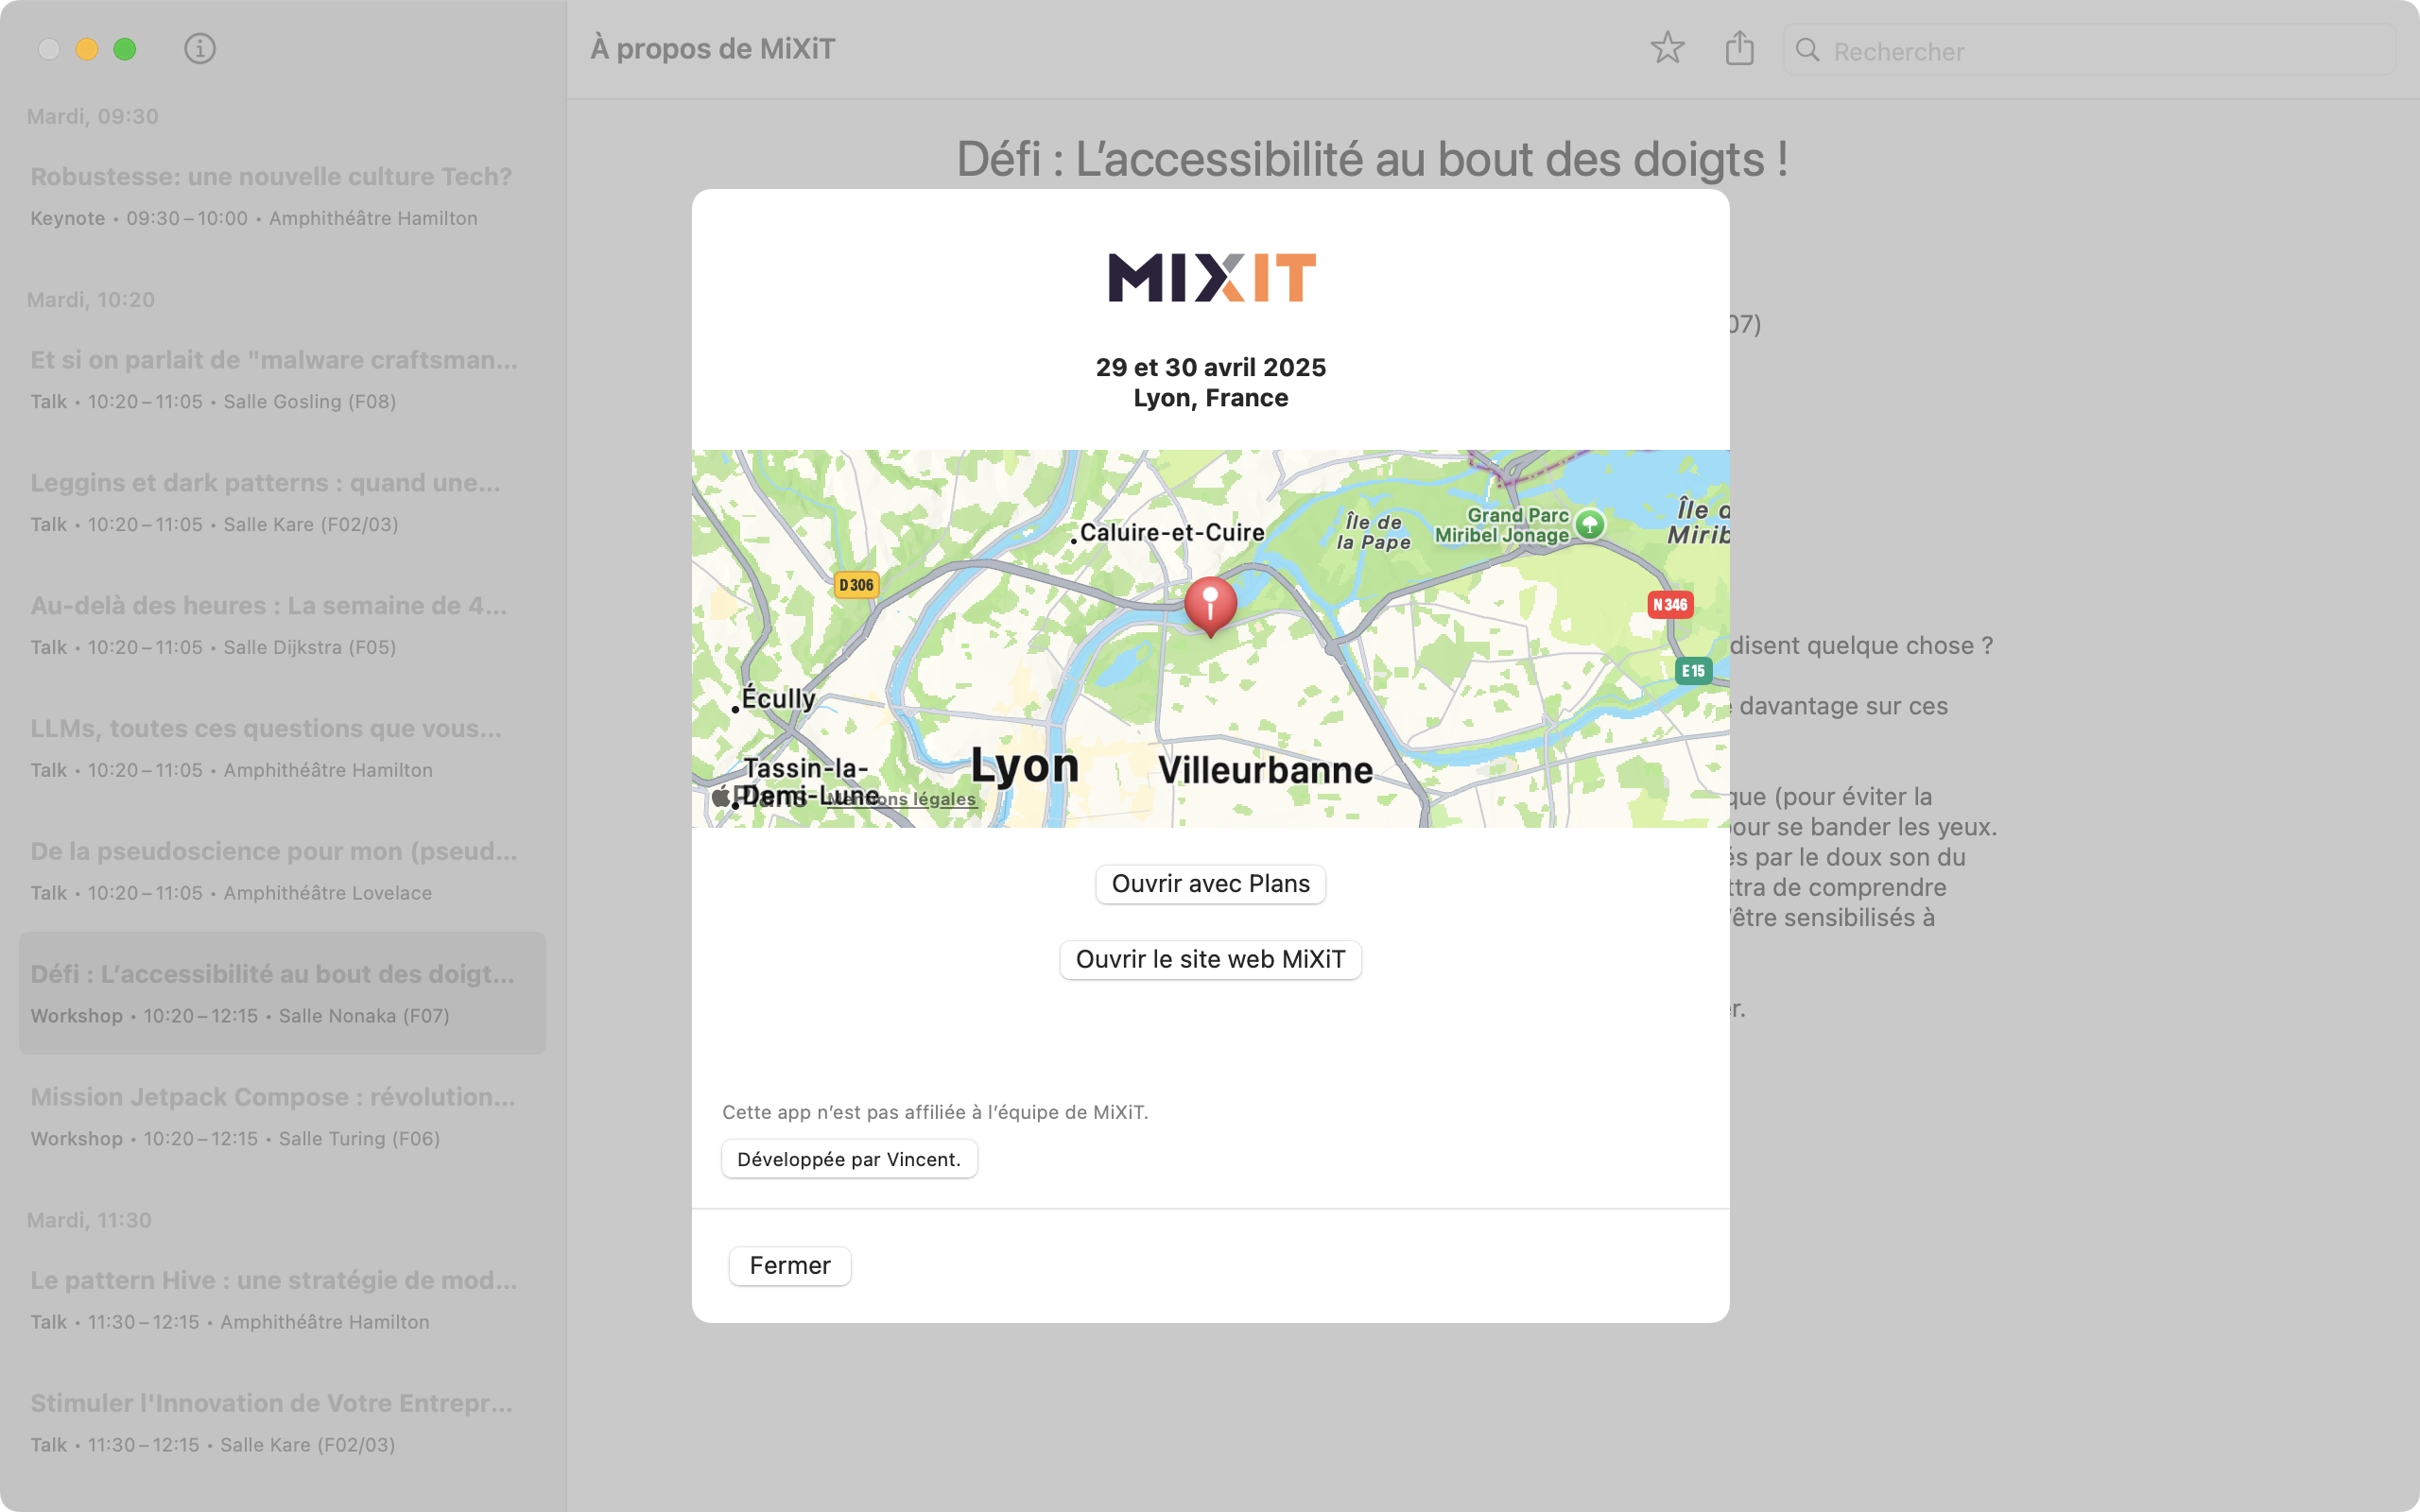 À propos de MiXiT
Rechercher
Mardi, 09:30
Robustesse: une nouvelle culture Tech?
Keynote • 09:30 – 10:00 • Amphithéâtre Hamilton
Mardi, 10:20
Et si on parlait de "malware craftsman...
Talk • 10:20 – 11:05 • Salle Gosling (F08)
Leggins et dark patterns : quand une...
Talk • 10:20 – 11:05 • Salle Kare (F02/03)
Au-delà des heures : La semaine de 4...
Talk • 10:20 – 11:05 • Salle Dijkstra (F05)
LLMs, toutes ces questions que vous...
Talk • 10:20 – 11:05 • Amphithéâtre Hamilton
De la pseudoscience pour mon (pseud...
Talk • 10:20 – 11:05 • Amphithéâtre Lovelace
Défi : L’accessibilité au bout des doigt...
Workshop • 10:20 – 12:15 • Salle Nonaka (F07)
Mission Jetpack Compose : révolution...
Workshop • 10:20 – 12:15 • Salle Turing (F06)
Mardi, 11:30
Le pattern Hive : une stratégie de mod...
Talk • 11:30 – 12:15 • Amphithéâtre Hamilton
Stimuler l'Innovation de Votre Entrepr...
Talk • 11:30 – 12:15 • Salle Kare (F02/03)
Défi : L’accessibilité au bout des doigts !
07)
disent quelque chose ?
davantage sur ces
que (pour éviter la
pour se bander les yeux.
és par le doux son du
ttra de comprendre
’être sensibilisés à
er.
MIXIT
29 et 30 avril 2025
Lyon, France
Caluire-et-Cuire
Île de
la Pape
Grand Parc
Miribel Jonage
Île d
Mirib
D 306
N 346
E 15
Écully
Lyon
Villeurbanne
Tassin-la-
Demi-Lune
Plans
Mentions légales
Ouvrir avec Plans
Ouvrir le site web MiXiT
Cette app n’est pas affiliée à l’équipe de MiXiT.
Développée par Vincent.
Fermer